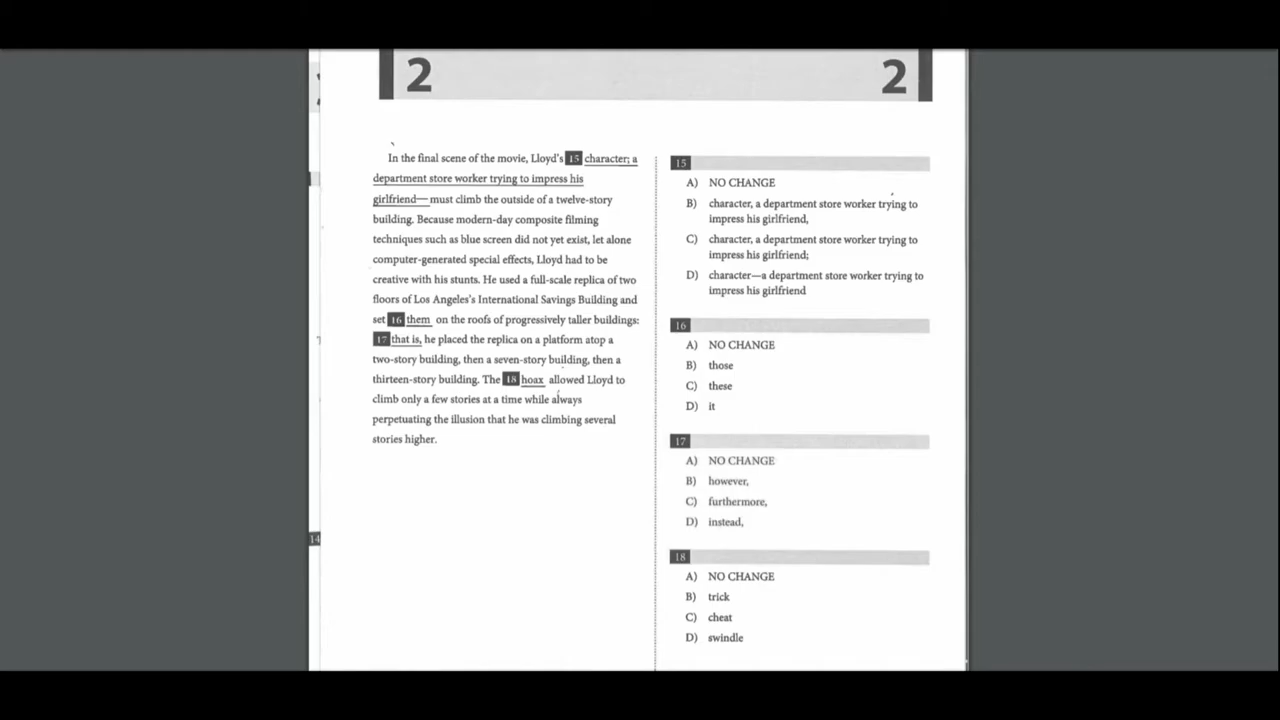 2
2
In the final scene of the movie, Lloyd's 15 character; a
department store worker trying to impress his
girlfriend— must climb the outside of a twelve-story
building. Because modern-day composite filming
techniques such as blue screen did not yet exist, let alone
computer-generated special effects, Lloyd had to be
creative with his stunts. He used a full-scale replica of two
floors of Los Angeles's International Savings Building and
set 16 them on the roofs of progressively taller buildings:
17 that is, he placed the replica on a platform atop a
two-story building, then a seven-story building, then a
thirteen-story building. The 18 hoax allowed Lloyd to
climb only a few stories at a time while always
perpetuating the illusion that he was climbing several
stories higher.
14
15
A) NO CHANGE
B) character, a department store worker trying to
impress his girlfriend,
C) character, a department store worker trying to
impress his girlfriend;
D) character—a department store worker trying to
impress his girlfriend
16
A) NO CHANGE
B) those
C) these
D) it
17
A) NO CHANGE
B) however,
C) furthermore,
D) instead,
18
A) NO CHANGE
B) trick
C) cheat
D) swindle